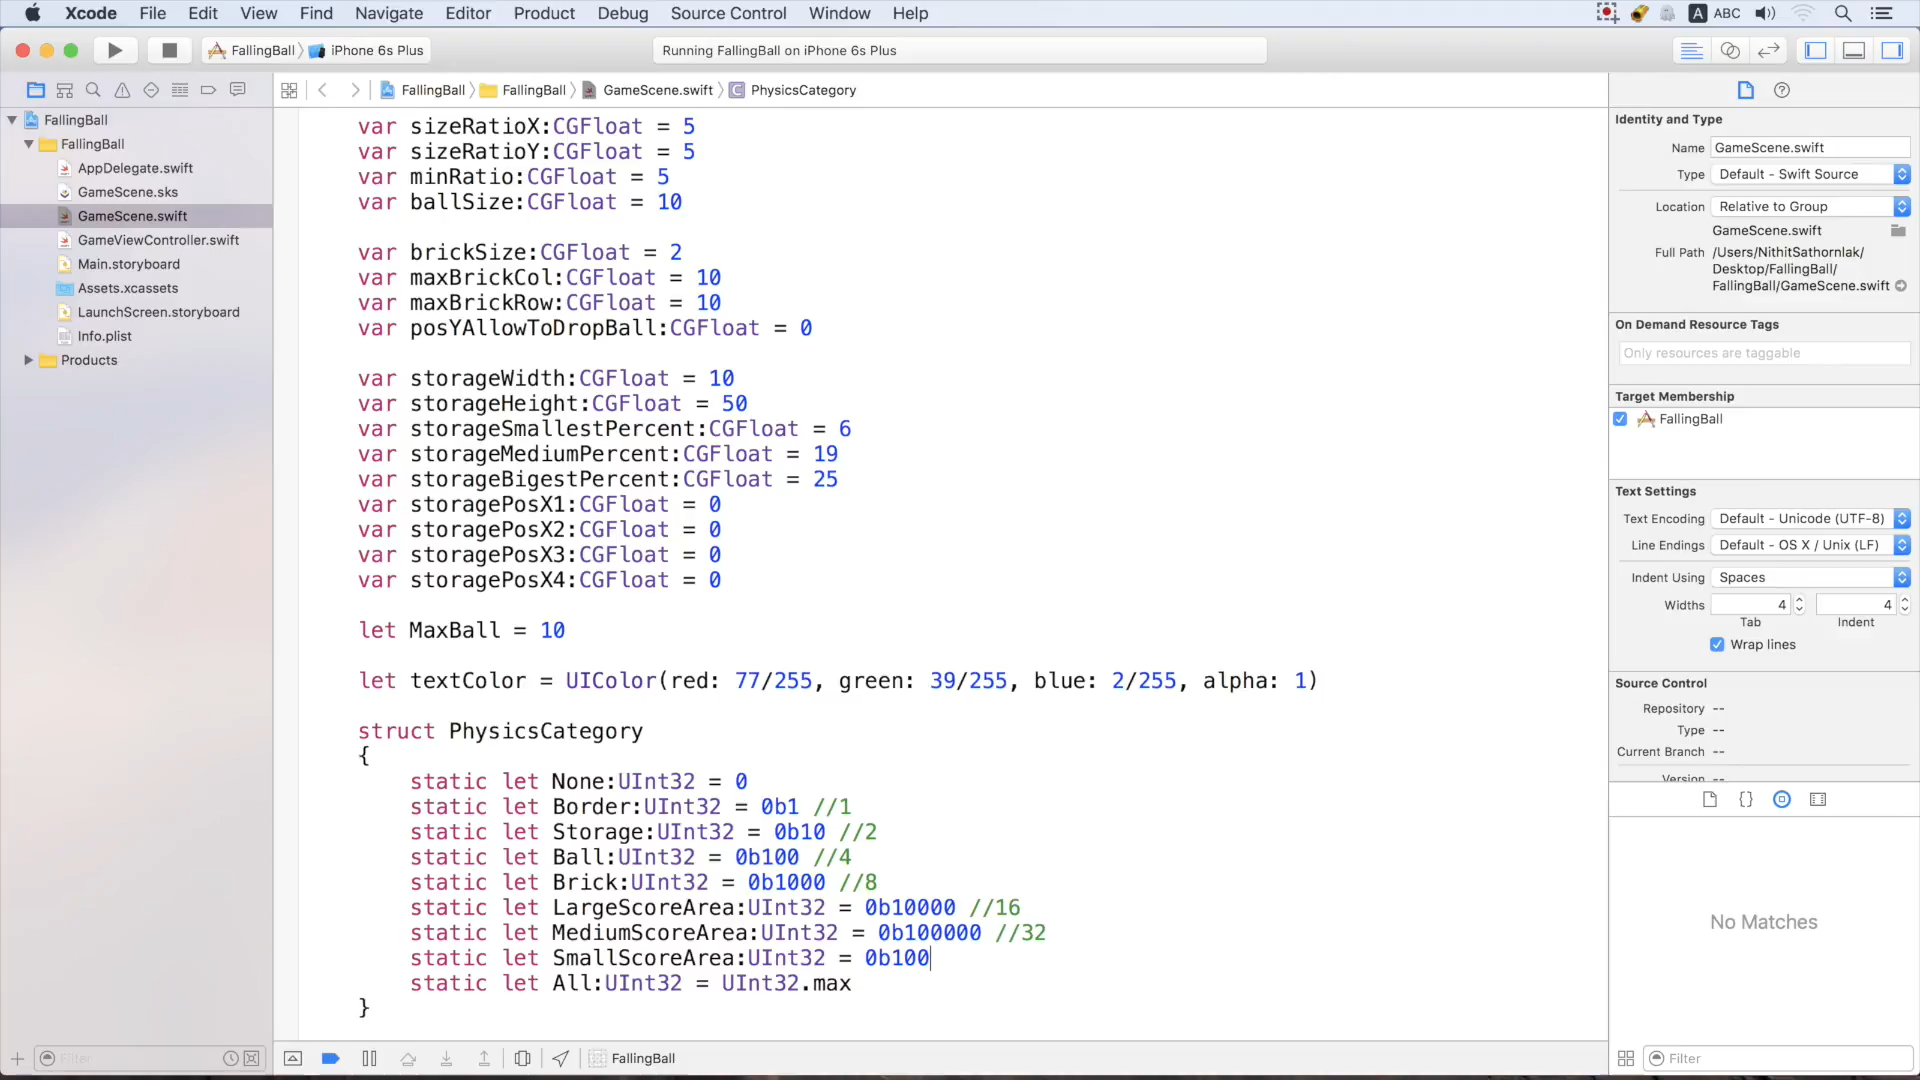 Xcode File Edit View Find Navigate Editor Product Debug Source Control Window Help A ABC
FallingBall iPhone 6s Plus Running FallingBall on iPhone 6s Plus
FallingBall FallingBall GameScene.swift PhysicsCategory
FallingBall
FallingBall
AppDelegate.swift
GameScene.sks
GameScene.swift
GameViewController.swift
Main.storyboard
Assets.xcassets
LaunchScreen.storyboard
Info.plist
Products
Filter
var sizeRatioX:CGFloat = 5
var sizeRatioY:CGFloat = 5
var minRatio:CGFloat = 5
var ballSize:CGFloat = 10
var brickSize:CGFloat = 2
var maxBrickCol:CGFloat = 10
var maxBrickRow:CGFloat = 10
var posYAllowToDropBall:CGFloat = 0
var storageWidth:CGFloat = 10
var storageHeight:CGFloat = 50
var storageSmallestPercent:CGFloat = 6
var storageMediumPercent:CGFloat = 19
var storageBigestPercent:CGFloat = 25
var storagePosX1:CGFloat = 0
var storagePosX2:CGFloat = 0
var storagePosX3:CGFloat = 0
var storagePosX4:CGFloat = 0
let MaxBall = 10
let textColor = UIColor(red: 77/255, green: 39/255, blue: 2/255, alpha: 1)
struct PhysicsCategory
{
static let None:UInt32 = 0
static let Border:UInt32 = 0b1 //1
static let Storage:UInt32 = 0b10 //2
static let Ball:UInt32 = 0b100 //4
static let Brick:UInt32 = 0b1000 //8
static let LargeScoreArea:UInt32 = 0b10000 //16
static let MediumScoreArea:UInt32 = 0b100000 //32
static let SmallScoreArea:UInt32 = 0b100
static let All:UInt32 = UInt32.max
}
FallingBall
Identity and Type
Name GameScene.swift
Type Default - Swift Source
Location Relative to Group
GameScene.swift
Full Path /Users/NithitSathornlak/
Desktop/FallingBall/
FallingBall/GameScene.swift
On Demand Resource Tags
Only resources are taggable
Target Membership
FallingBall
Text Settings
Text Encoding Default - Unicode (UTF-8)
Line Endings Default - OS X / Unix (LF)
Indent Using Spaces
Widths 4 4
Tab Indent
Wrap lines
Source Control
Repository --
Type --
Current Branch --
Version --
{}
No Matches
Filter